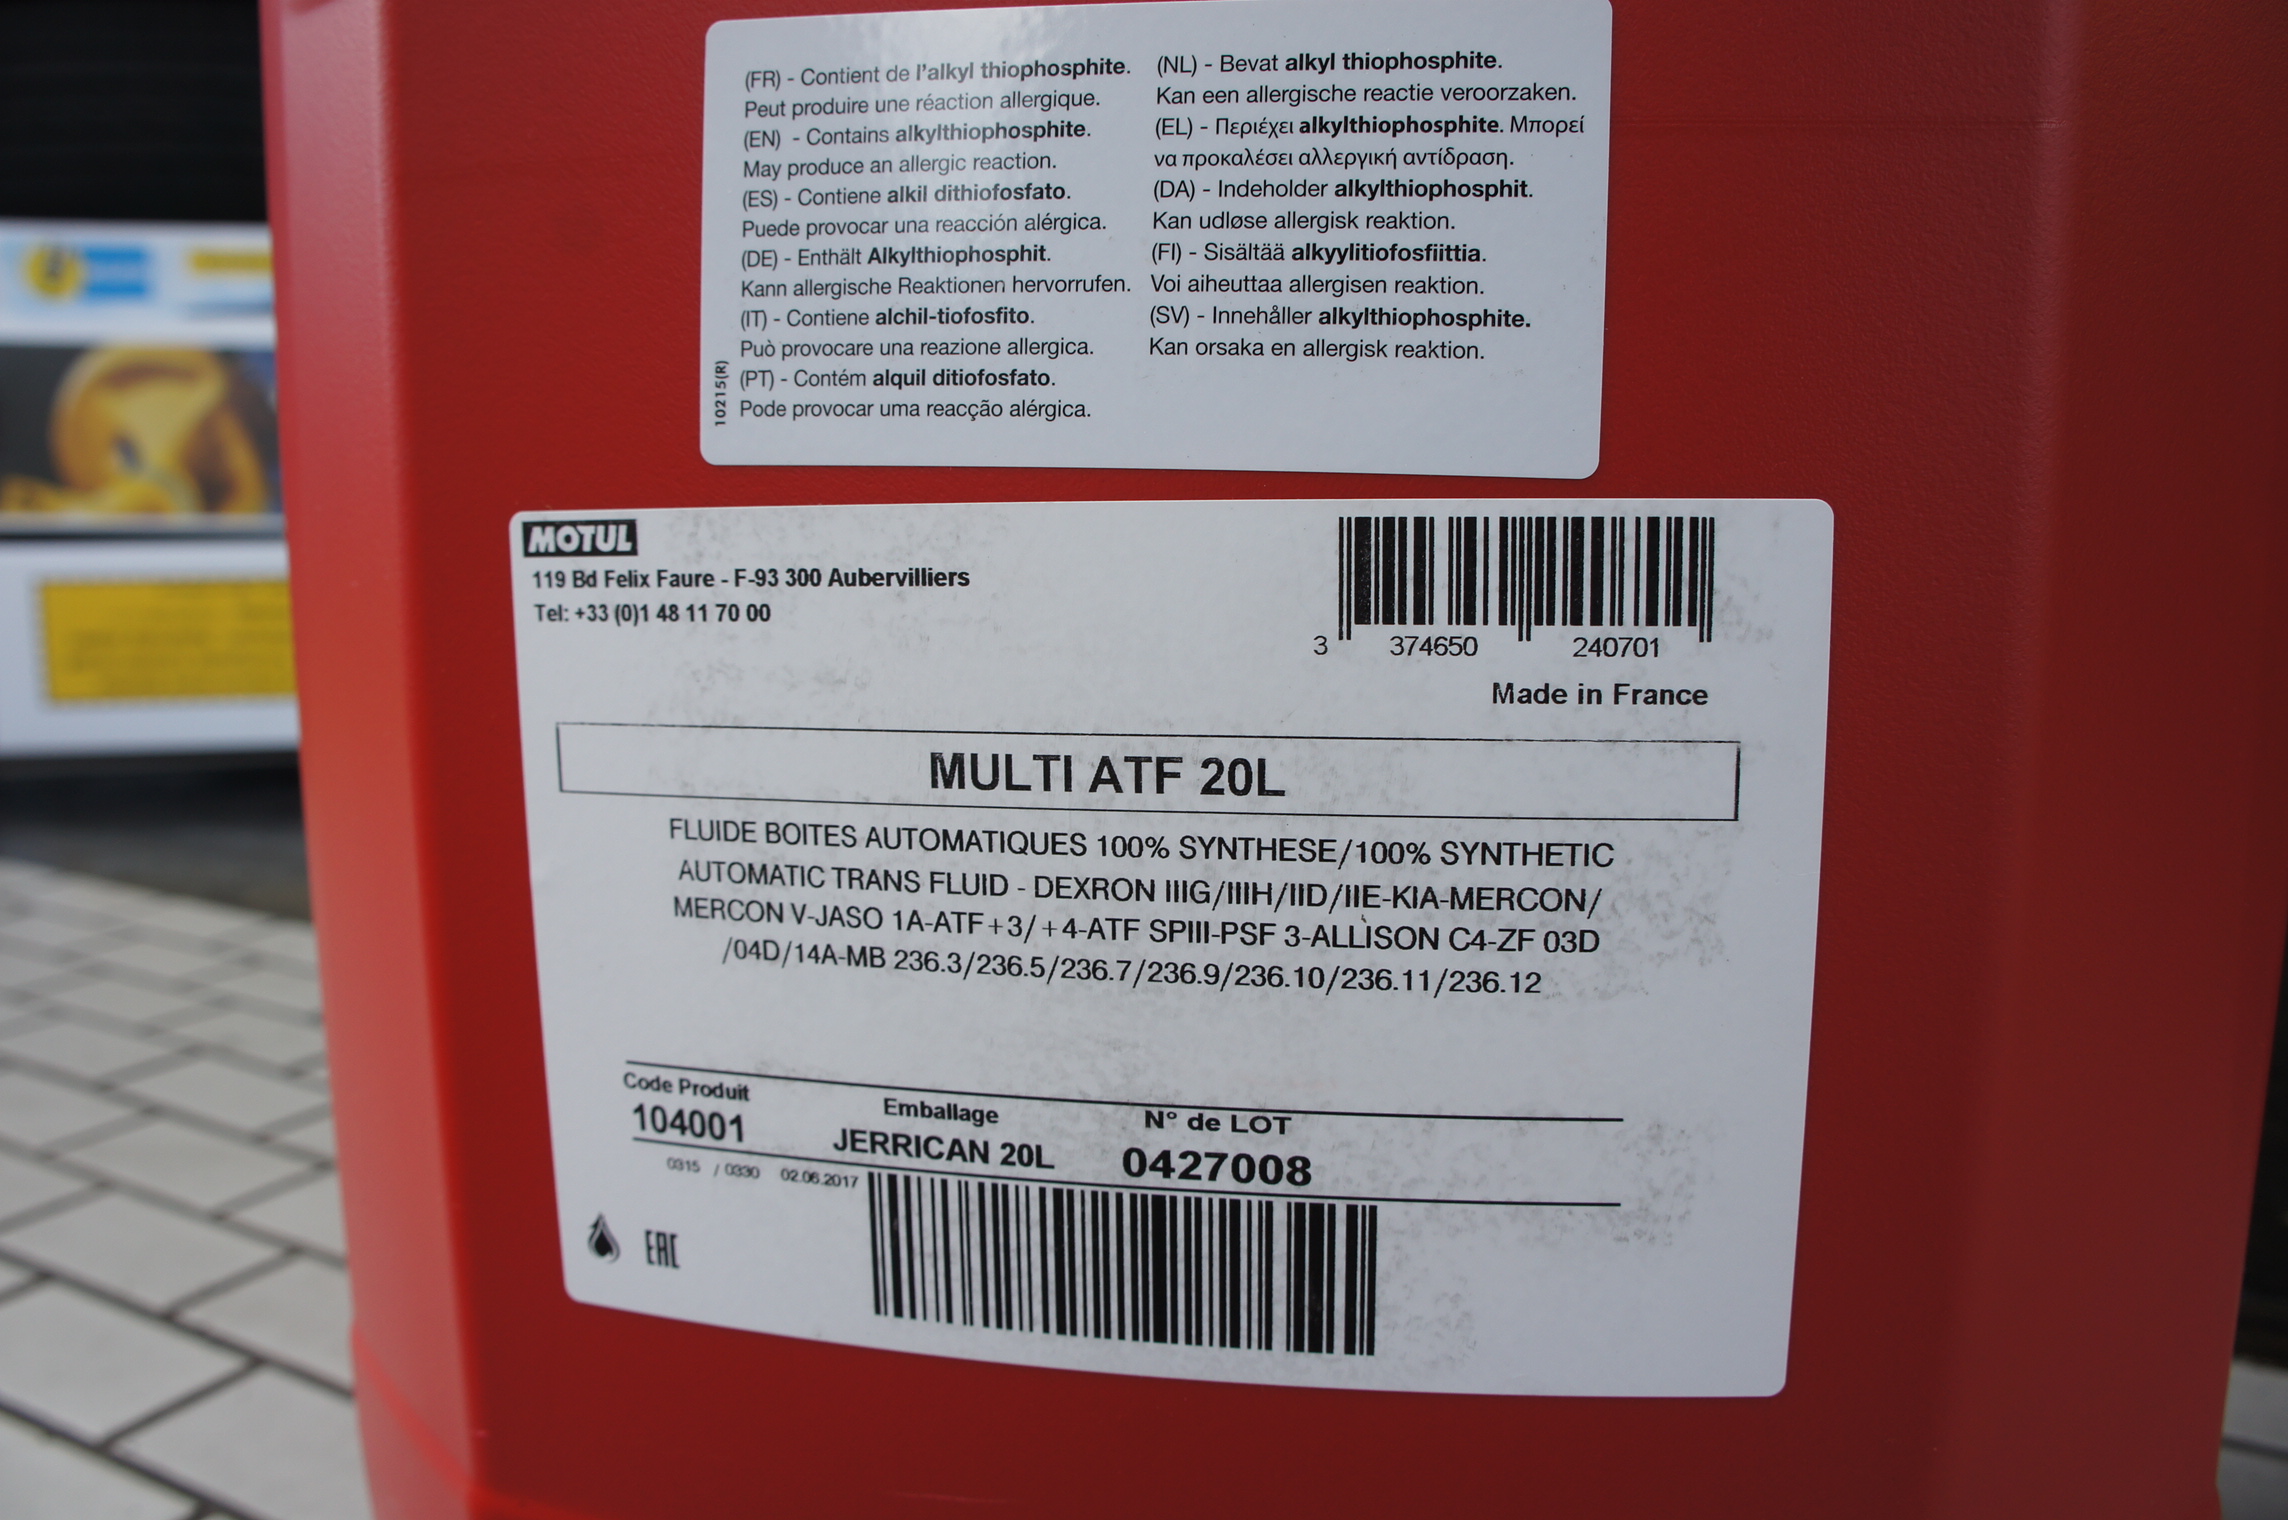 (FR) - Contient de l'alkyl thiophosphite.
Peut produire une réaction allergique.
(EN) - Contains alkylthiophosphite.
May produce an allergic reaction.
(ES) - Contiene alkil dithiofosfato.
Puede provocar una reacción alérgica.
(DE) - Enthält Alkylthiophosphit.
Kann allergische Reaktionen hervorrufen.
(IT) - Contiene alchil-tiofosfito.
Può provocare una reazione allergica.
(PT) - Contém alquil ditiofosfato.
Pode provocar uma reacção alérgica.
10215(R)
(NL) - Bevat alkyl thiophosphite.
Kan een allergische reactie veroorzaken.
(EL) - Περιέχει alkylthiophosphite. Μπορεί
να προκαλέσει αλλεργική αντίδραση.
(DA) - Indeholder alkylthiophosphit.
Kan udløse allergisk reaktion.
(FI) - Sisältää alkyylitiofosfiittia.
Voi aiheuttaa allergisen reaktion.
(SV) - Innehåller alkylthiophosphite.
Kan orsaka en allergisk reaktion.
MOTUL
119 Bd Felix Faure - F-93 300 Aubervilliers
Tel: +33 (0)1 48 11 70 00
3 374650 240701
Made in France
MULTI ATF 20L
FLUIDE BOITES AUTOMATIQUES 100% SYNTHESE/100% SYNTHETIC
AUTOMATIC TRANS FLUID - DEXRON IIIG/IIIH/IID/IIE-KIA-MERCON/
MERCON V-JASO 1A-ATF+3/+4-ATF SPIII-PSF 3-ALLISON C4-ZF 03D
/04D/14A-MB 236.3/236.5/236.7/236.9/236.10/236.11/236.12
Code Produit Emballage N° de LOT
104001 JERRICAN 20L 0427008
0315 / 0330 02.06.2017
EAC